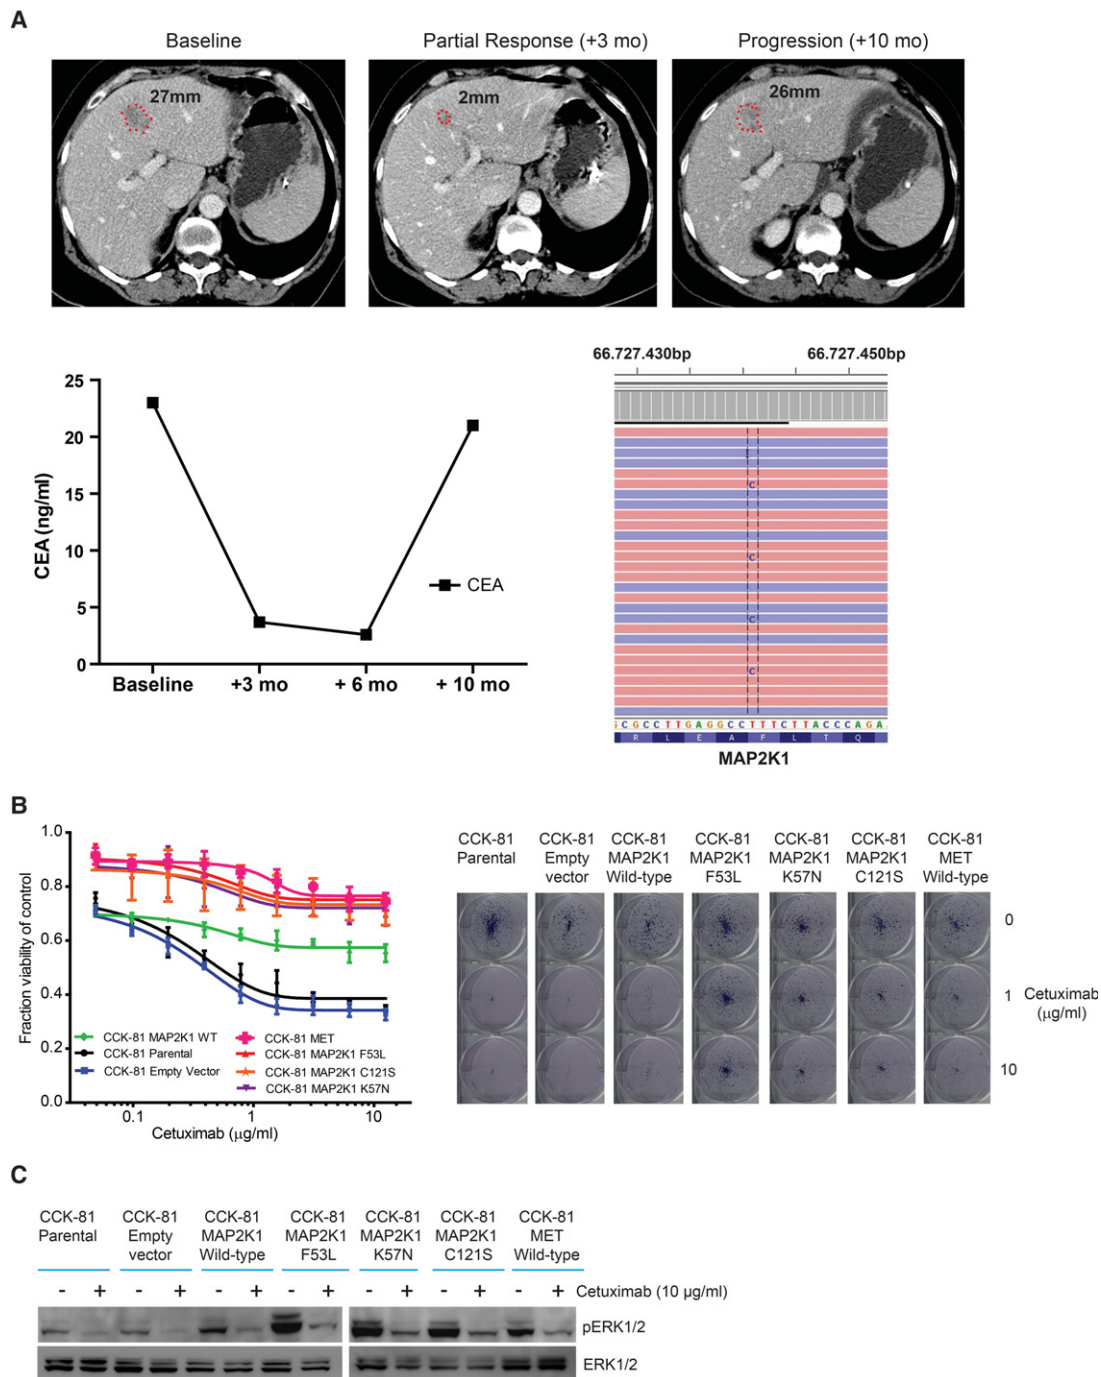 A
Baseline
Partial Response (+3 mo)
Progression (+10 mo)
27mm
2mm
26mm
25
20
15
10
5
0
CEA (ng/ml)
CEA
Baseline
+3 mo
+ 6 mo
+ 10 mo
66.727.430bp
66.727.450bp
C
C
C
C
G C G C C T T G A G G C C T T T C T T A C C C A G A
R L E A F L T Q
MAP2K1
B
1.0
0.8
0.6
0.4
0.2
0.0
Fraction viability of control
CCK-81 MAP2K1 WT
CCK-81 Parental
CCK-81 Empty Vector
CCK-81 MET
CCK-81 MAP2K1 F53L
CCK-81 MAP2K1 C121S
CCK-81 MAP2K1 K57N
0.1
1
10
Cetuximab (μg/ml)
CCK-81 Parental
CCK-81 Empty vector
CCK-81 MAP2K1 Wild-type
CCK-81 MAP2K1 F53L
CCK-81 MAP2K1 K57N
CCK-81 MAP2K1 C121S
CCK-81 MET Wild-type
0
1
10
Cetuximab (μg/ml)
C
CCK-81 Parental
CCK-81 Empty vector
CCK-81 MAP2K1 Wild-type
CCK-81 MAP2K1 F53L
CCK-81 MAP2K1 K57N
CCK-81 MAP2K1 C121S
CCK-81 MET Wild-type
- + - + - + - + - + - + - + Cetuximab (10 μg/ml)
pERK1/2
ERK1/2